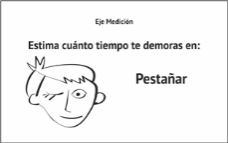 Eje Medición
Estima cuánto tiempo te demoras en:
Pestañar